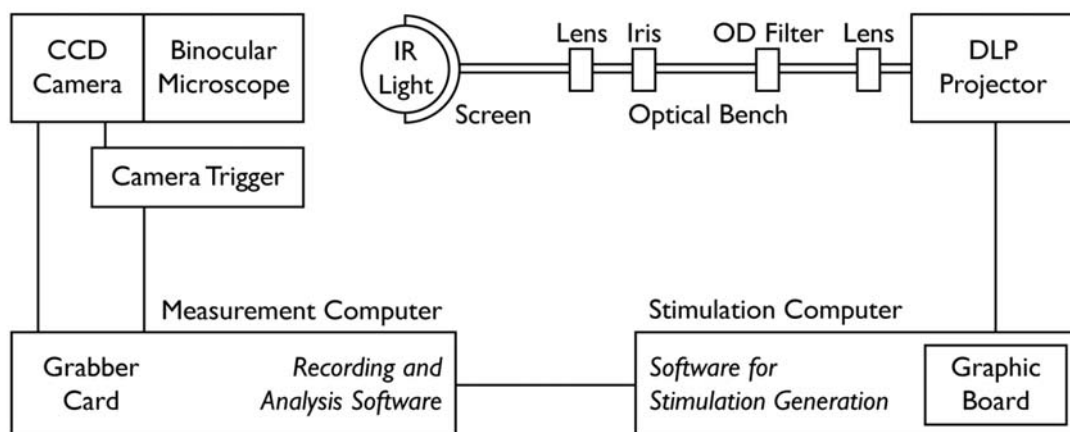 CCD
Camera
Binocular
Microscope
IR
Light
Screen
Lens
Iris
OD Filter
Lens
Optical Bench
DLP
Projector
Camera Trigger
Measurement Computer
Stimulation Computer
Grabber
Card
Recording and
Analysis Software
Software for
Stimulation Generation
Graphic
Board